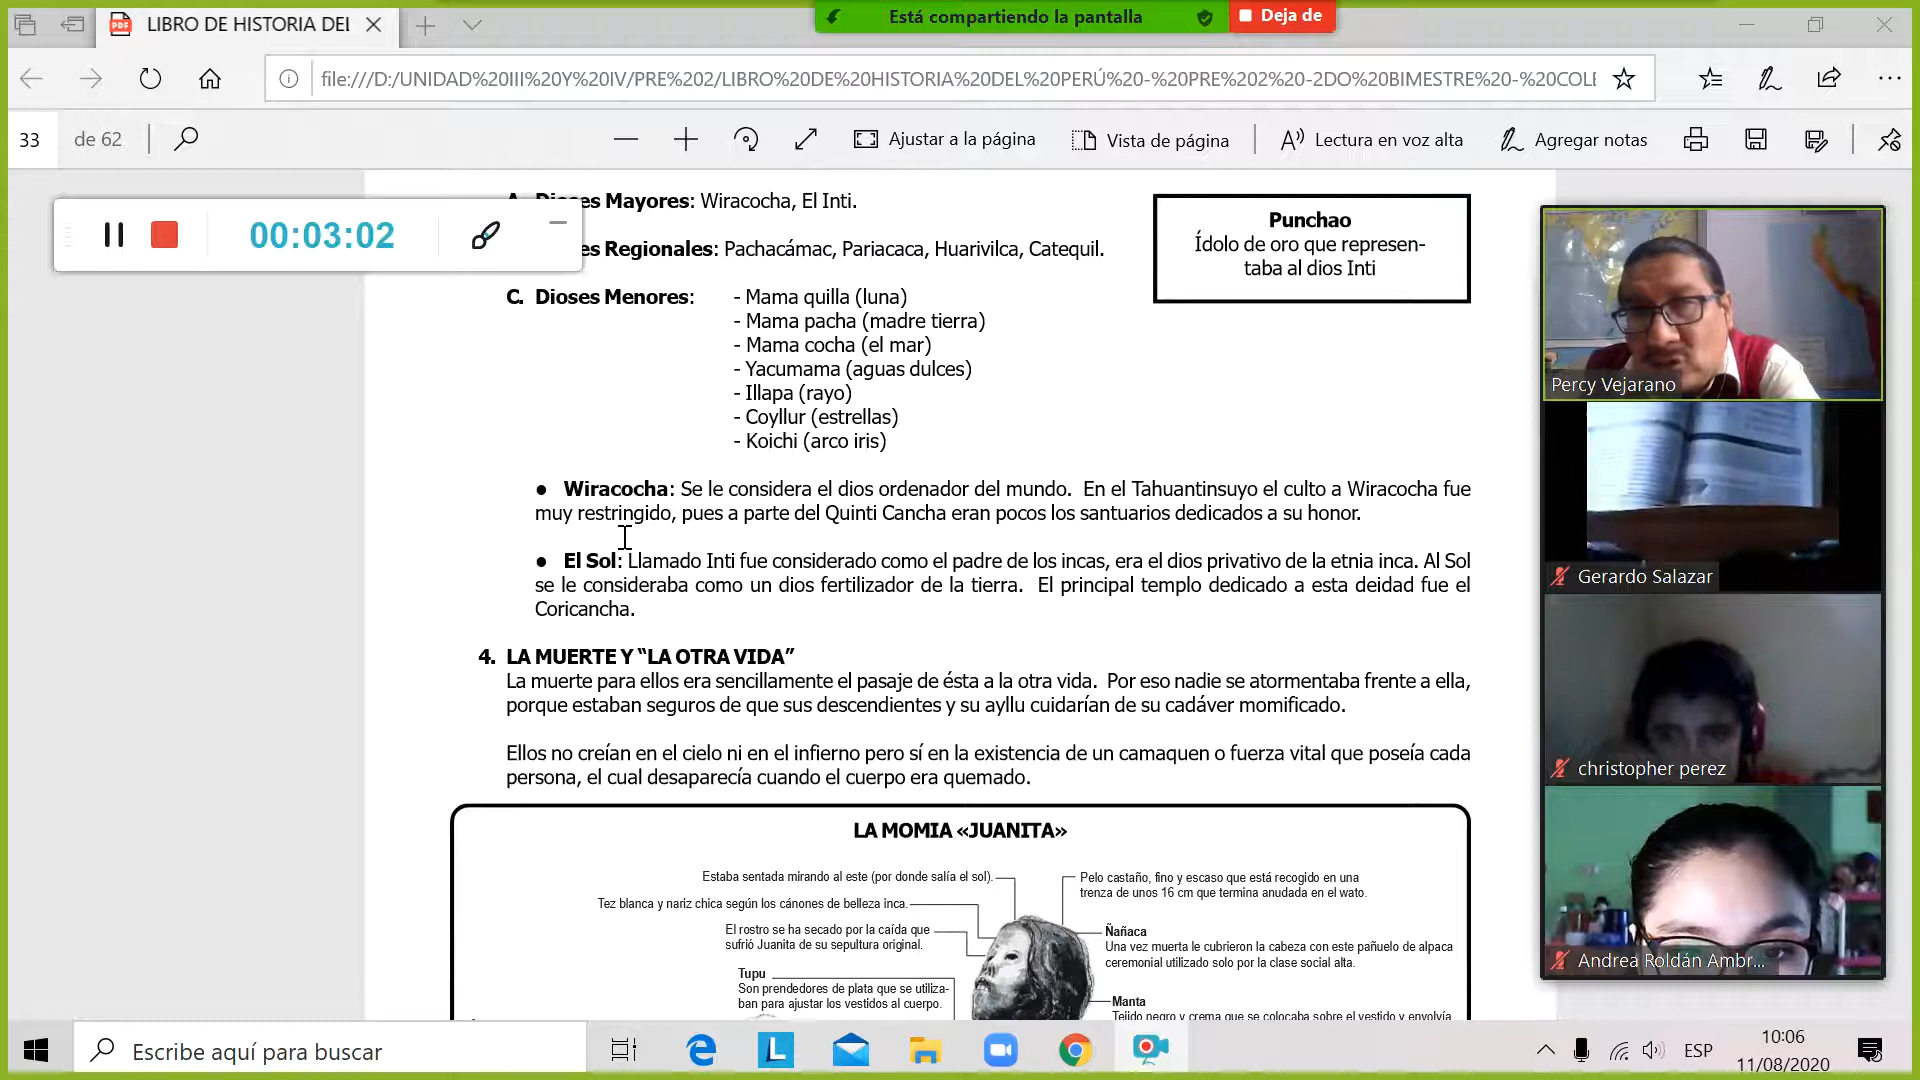 Está compartiendo la pantalla
Deja de
LIBRO DE HISTORIA DEL
file:///D:/UNIDAD%20III%20Y%20IV/PRE%202/LIBRO%20DE%20HISTORIA%20DEL%20PERÚ%20-%20PRE%202%20-2DO%20BIMESTRE%20-%20COLE
33 de 62
Ajustar a la página
Vista de página
Lectura en voz alta
Agregar notas
00:03:02
Dioses Mayores: Wiracocha, El Inti.
es Regionales: Pachacámac, Pariacaca, Huarivilca, Catequil.
Punchao
Ídolo de oro que represen-
taba al dios Inti
C. Dioses Menores: - Mama quilla (luna)
- Mama pacha (madre tierra)
- Mama cocha (el mar)
- Yacumama (aguas dulces)
- Illapa (rayo)
- Coyllur (estrellas)
- Koichi (arco iris)
● Wiracocha: Se le considera el dios ordenador del mundo. En el Tahuantinsuyo el culto a Wiracocha fue
muy restringido, pues a parte del Quinti Cancha eran pocos los santuarios dedicados a su honor.
● El Sol: Llamado Inti fue considerado como el padre de los incas, era el dios privativo de la etnia inca. Al Sol
se le consideraba como un dios fertilizador de la tierra. El principal templo dedicado a esta deidad fue el
Coricancha.
4. LA MUERTE Y “LA OTRA VIDA”
La muerte para ellos era sencillamente el pasaje de ésta a la otra vida. Por eso nadie se atormentaba frente a ella,
porque estaban seguros de que sus descendientes y su ayllu cuidarían de su cadáver momificado.
Ellos no creían en el cielo ni en el infierno pero sí en la existencia de un camaquen o fuerza vital que poseía cada
persona, el cual desaparecía cuando el cuerpo era quemado.
LA MOMIA «JUANITA»
Estaba sentada mirando al este (por donde salía el sol).
Tez blanca y nariz chica según los cánones de belleza inca.
El rostro se ha secado por la caída que
sufrió Juanita de su sepultura original.
Tupu
Son prendedores de plata que se utiliza-
ban para ajustar los vestidos al cuerpo.
Pelo castaño, fino y escaso que está recogido en una
trenza de unos 16 cm que termina anudada en el wato.
Ñañaca
Una vez muerta le cubrieron la cabeza con este pañuelo de alpaca
ceremonial utilizado solo por la clase social alta.
Manta
Tejido negro y crema que se colocaba sobre el vestido y envolvía
Percy Vejarano
Gerardo Salazar
christopher perez
Andrea Roldán Ambr...
Escribe aquí para buscar
ESP
10:06
11/08/2020